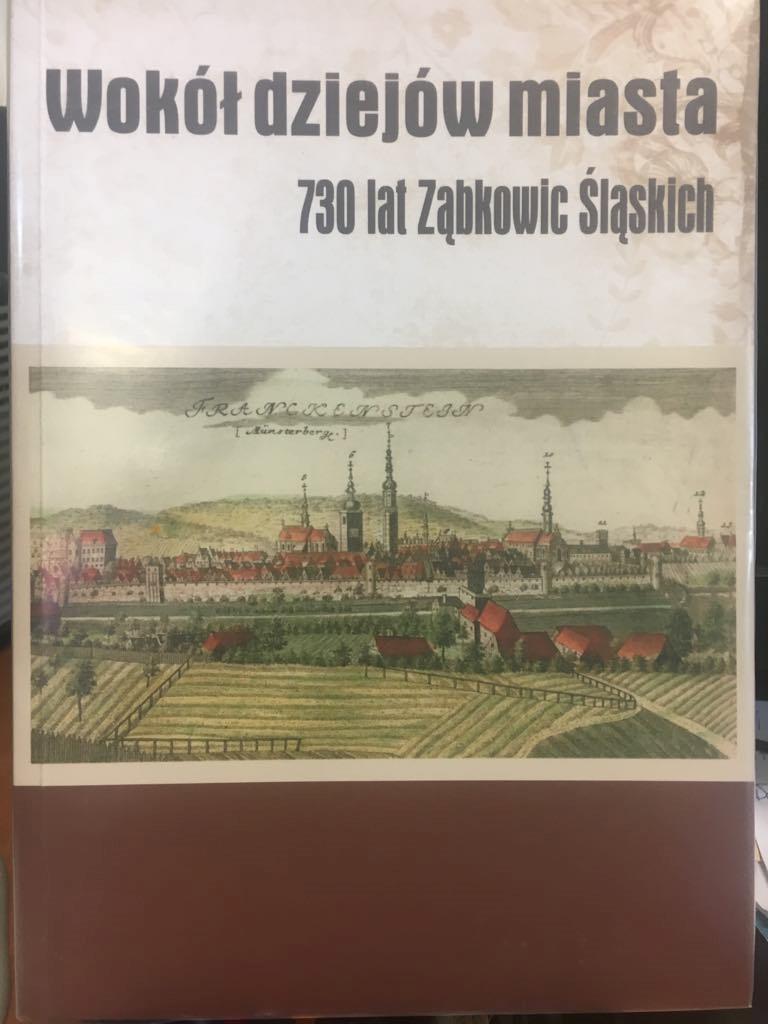 Wokół dziejów miasta
730 lat Ząbkowic Śląskich
FRANCKENSTEIN
[Münsterberg.]